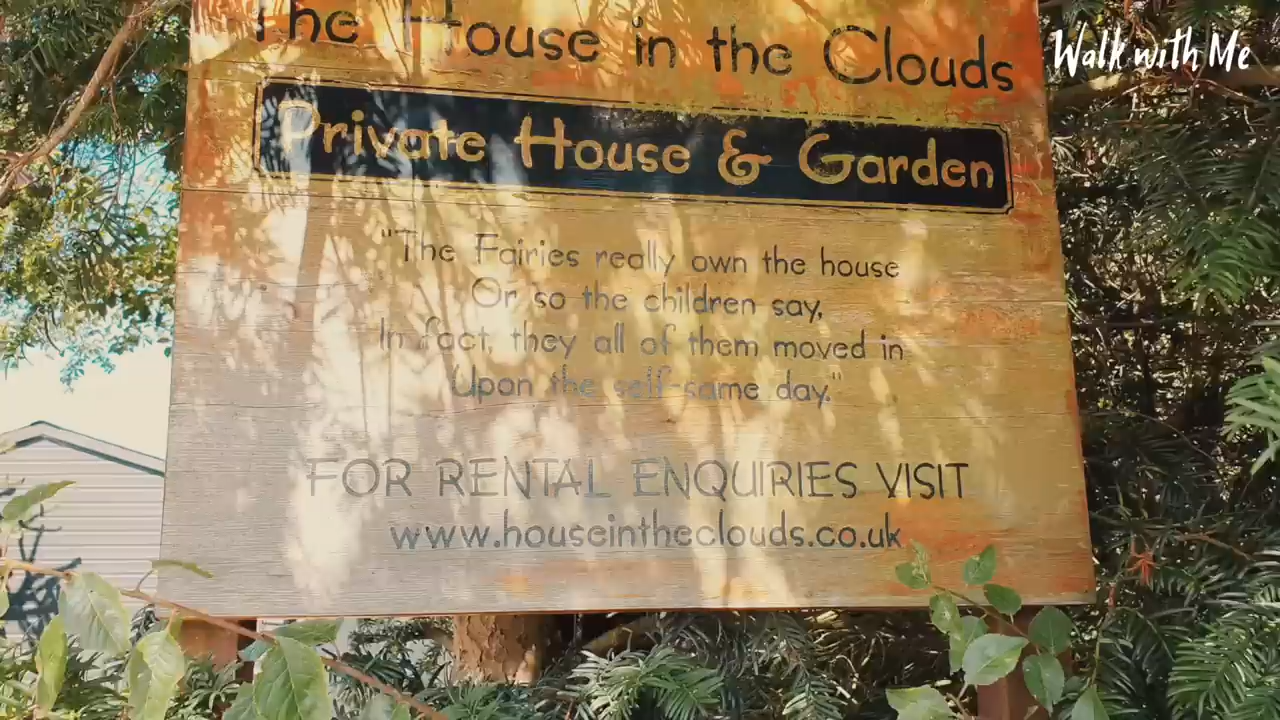 The House in the Clouds
Walk with Me
Private House & Garden
"The Fairies really own the house
Or so the children say,
In fact, they all of them moved in
Upon the self-same day."
FOR RENTAL ENQUIRIES VISIT
www.houseintheclouds.co.uk